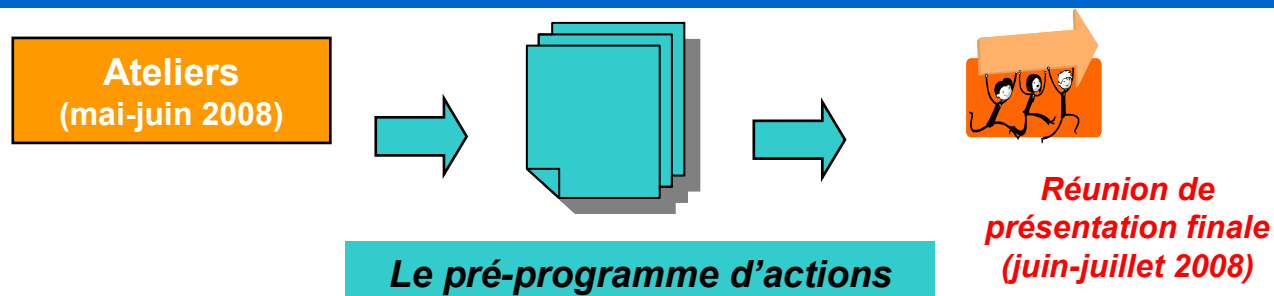 Ateliers
(mai-juin 2008)
Le pré-programme d’actions
Réunion de
présentation finale
(juin-juillet 2008)